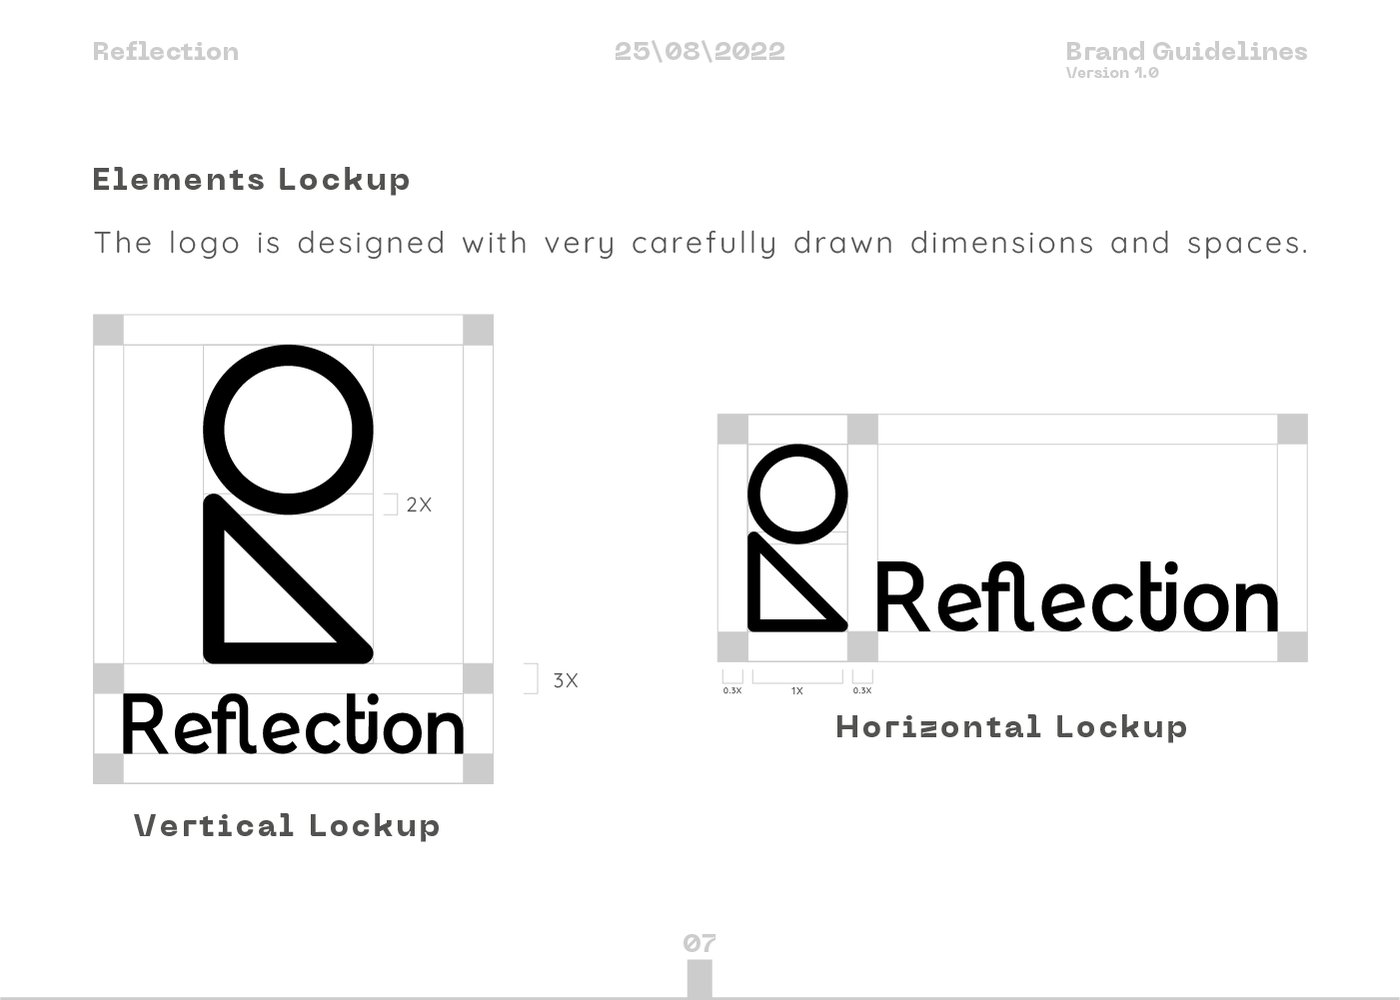 Reflection
25\08\2022
Brand Guidelines
Version 1.0
Elements Lockup
The logo is designed with very carefully drawn dimensions and spaces.
2X
3X
Reflection
Vertical Lockup
Reflection
0.3X 1X 0.3X
Horizontal Lockup
07